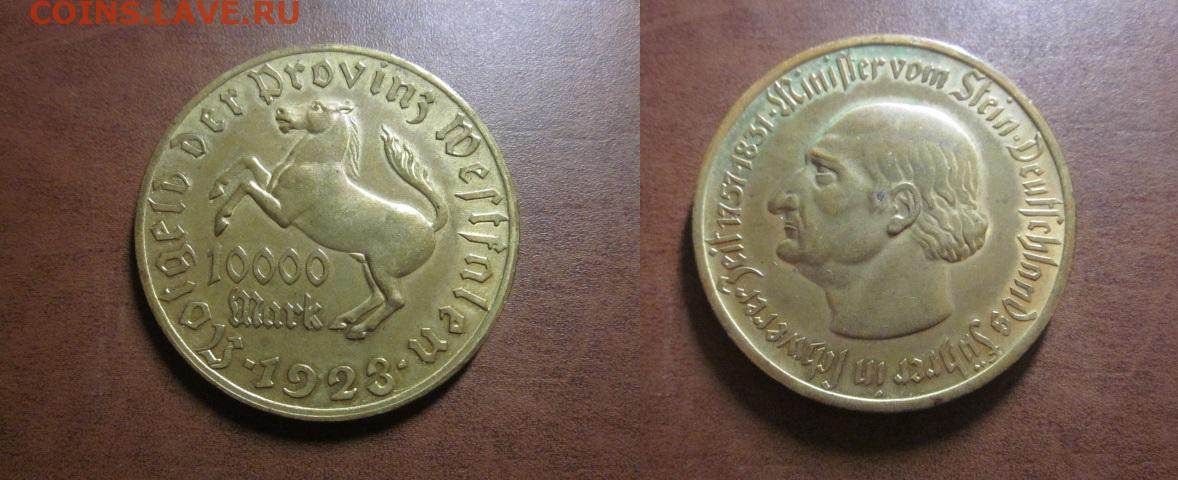 COINS.LAVE.RU
Notgeld der Provinz Westfalen
10000
Mark
·1923·
Minister vom Stein·Deutschlands Führer in schwerer Zeit 1757·1831·